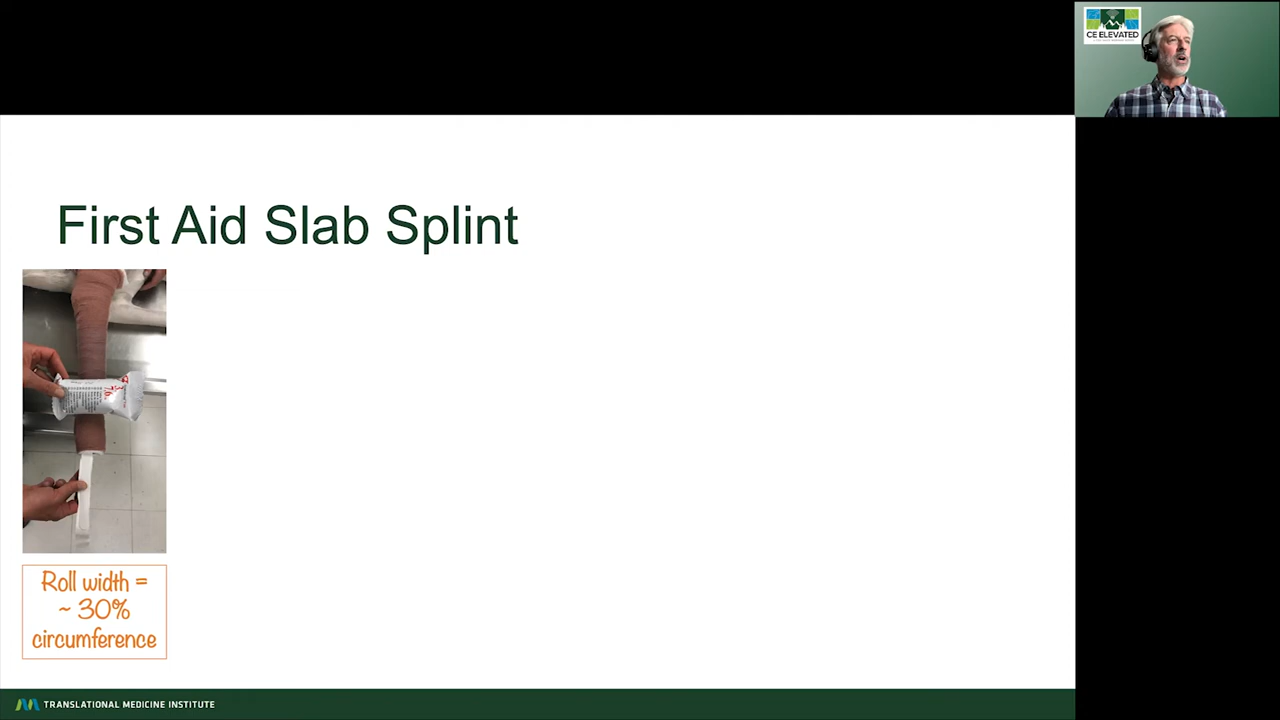 CE ELEVATED
First Aid Slab Splint
Roll width =
~ 30%
circumference
TRANSLATIONAL MEDICINE INSTITUTE